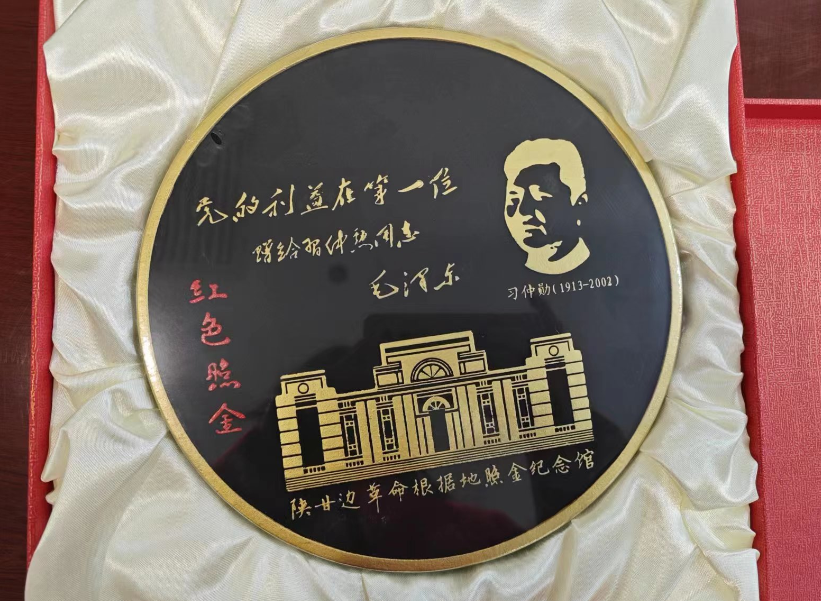 党的利益在第一位
赠给习仲勋同志
毛泽东
习仲勋(1913-2002)
红色照金
陕甘边革命根据地照金纪念馆